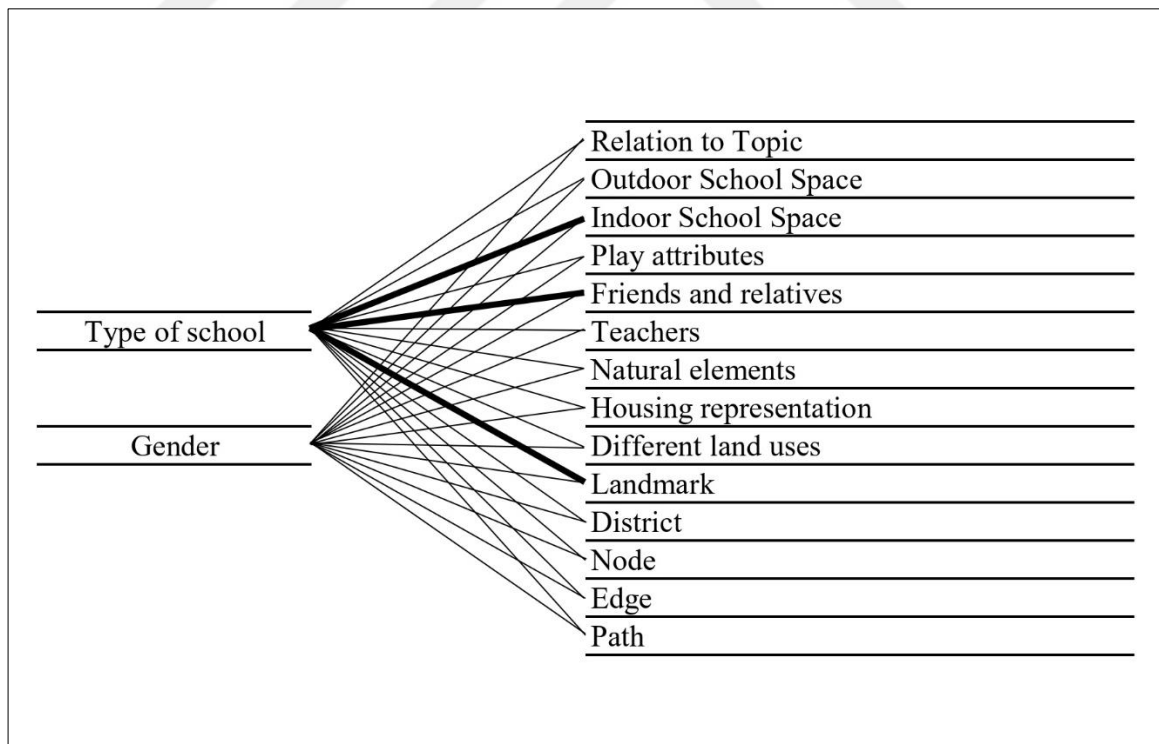 Type of school
Gender
Relation to Topic
Outdoor School Space
Indoor School Space
Play attributes
Friends and relatives
Teachers
Natural elements
Housing representation
Different land uses
Landmark
District
Node
Edge
Path